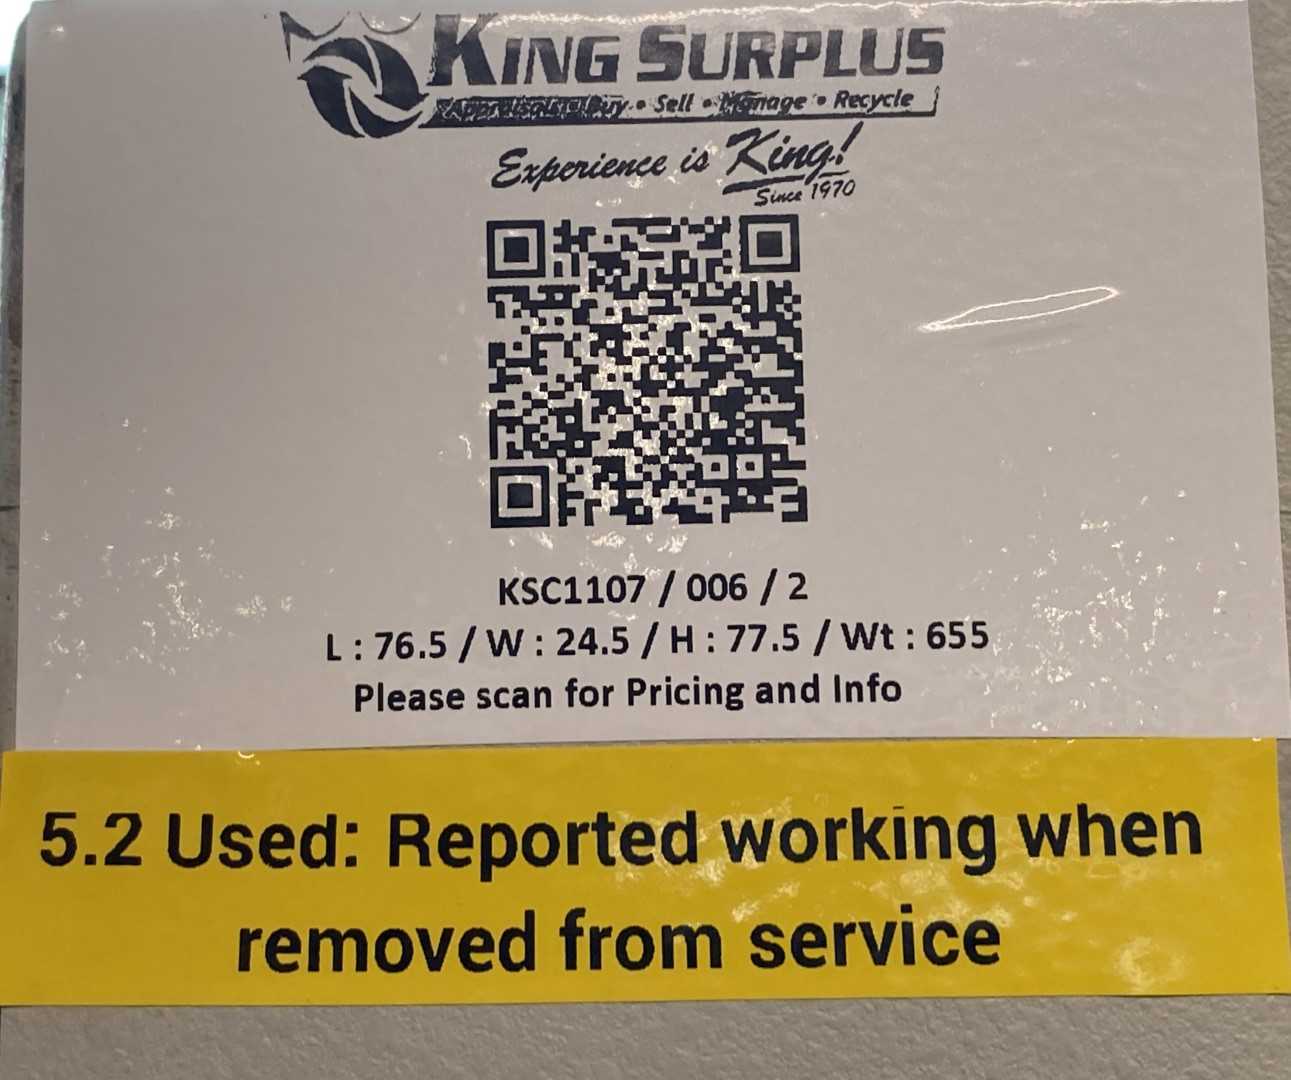 KING SURPLUS
Appraisals • Buy • Sell • Manage • Recycle
Experience is King!
Since 1970
KSC1107 / 006 / 2
L : 76.5 / W : 24.5 / H : 77.5 / Wt : 655
Please scan for Pricing and Info
5.2 Used: Reported working when
removed from service